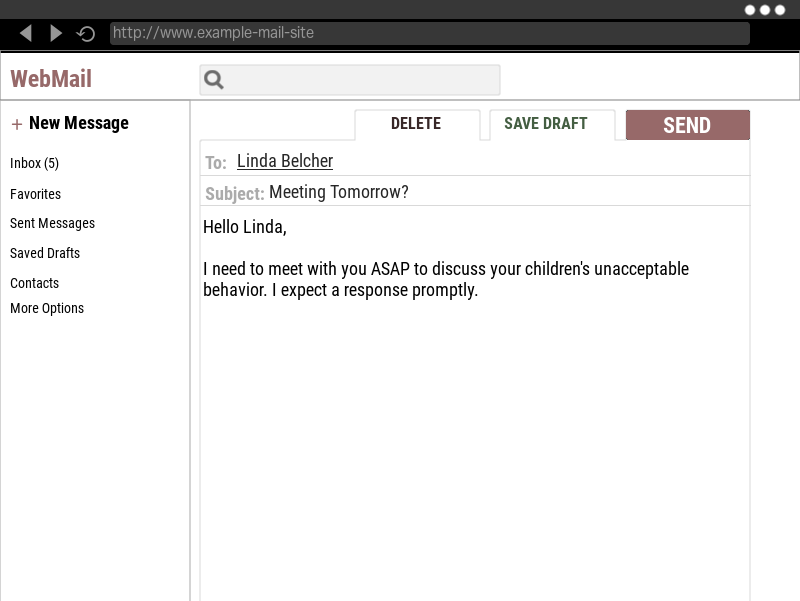 http://www.example-mail-site
WebMail
+ New Message
Inbox (5)
Favorites
Sent Messages
Saved Drafts
Contacts
More Options
DELETE
SAVE DRAFT
SEND
To: Linda Belcher
Subject: Meeting Tomorrow?
Hello Linda,
I need to meet with you ASAP to discuss your children's unacceptable
behavior. I expect a response promptly.